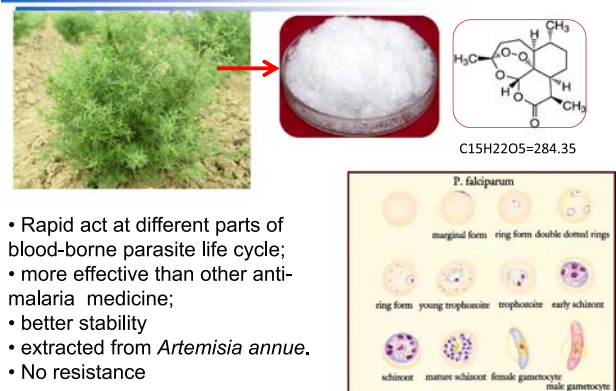 CH₃
H₃C
O
O
O
H
H
O
O
H
CH₃
O
C15H22O5=284.35
• Rapid act at different parts of
blood-borne parasite life cycle;
• more effective than other anti-
malaria medicine;
• better stability
• extracted from Artemisia annue.
• No resistance
P. falciparum
marginal form ring form double dotted rings
ring form young trophozoite trophozoite early schizont
schizont mature schizont female gametocyte
male gametocyte